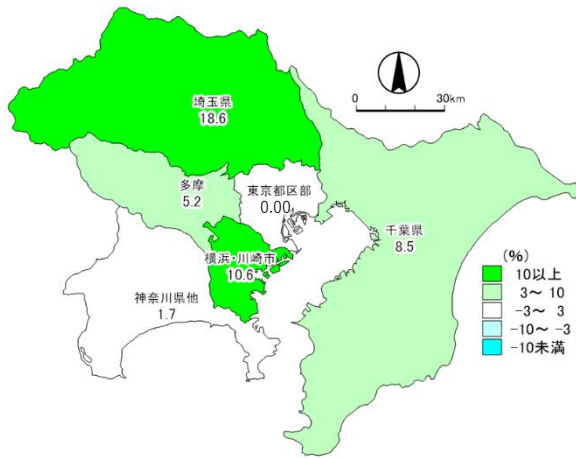 埼玉県
18.6
0 30km
多摩
5.2
東京都区部
0.00
千葉県
8.5
横浜・川崎市
10.6
神奈川県他
1.7
(%)
10以上
3～ 10
-3～ 3
-10～ -3
-10未満